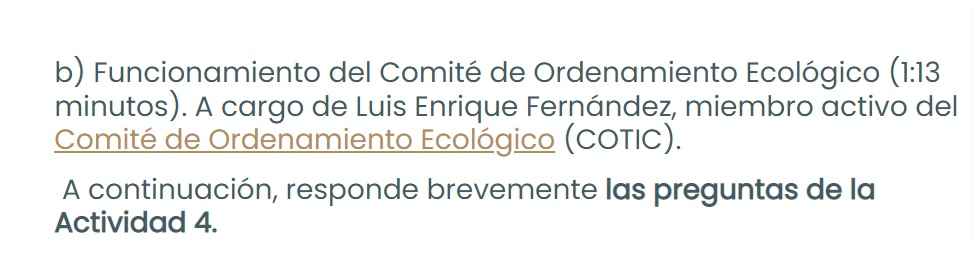 b) Funcionamiento del Comité de Ordenamiento Ecológico (1:13
minutos). A cargo de Luis Enrique Fernández, miembro activo del
Comité de Ordenamiento Ecológico (COTIC).
A continuación, responde brevemente las preguntas de la
Actividad 4.